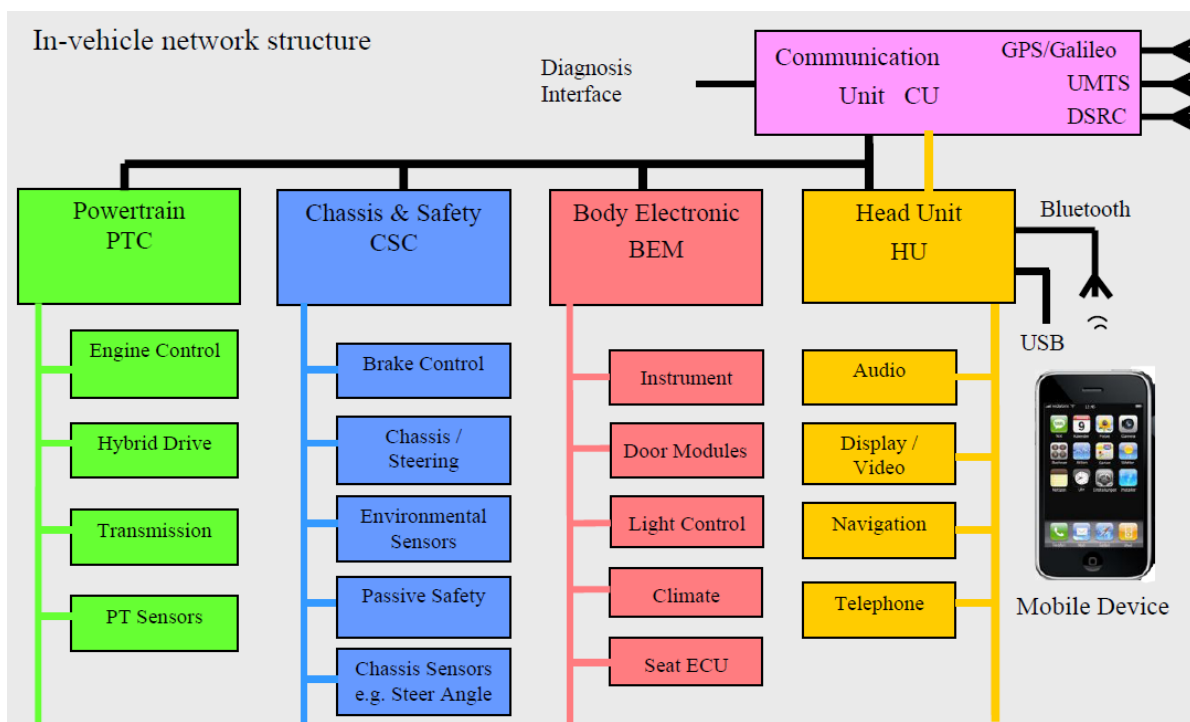 In-vehicle network structure
Diagnosis
Interface
Communication
Unit CU
GPS/Galileo
UMTS
DSRC
Powertrain
PTC
Chassis & Safety
CSC
Body Electronic
BEM
Head Unit
HU
Bluetooth
USB
Engine Control
Hybrid Drive
Transmission
PT Sensors
Brake Control
Chassis /
Steering
Environmental
Sensors
Passive Safety
Chassis Sensors
e.g. Steer Angle
Instrument
Door Modules
Light Control
Climate
Seat ECU
Audio
Display /
Video
Navigation
Telephone
9
Mobile Device